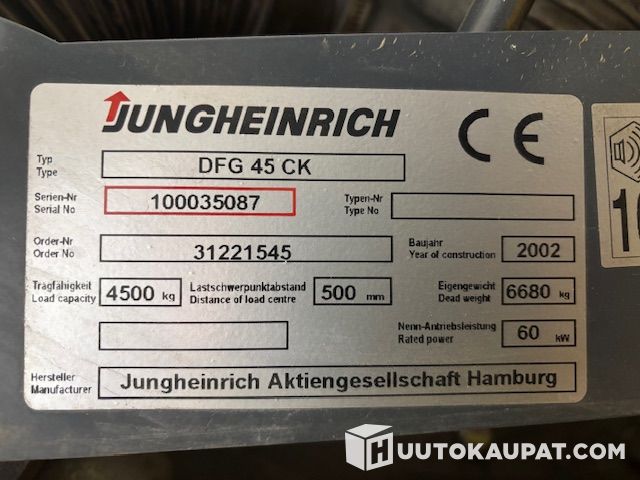 JUNGHEINRICH CE
Typ
Type
DFG 45 CK
Serien-Nr
Serial No
100035087
Typen-Nr
Type No
Order-Nr
Order No
31221545
Baujahr
Year of construction
2002
Tragfähigkeit
Load capacity
4500 kg
Lastschwerpunktabstand
Distance of load centre
500 mm
Eigengewicht
Dead weight
6680 kg
Nenn-Antriebsleistung
Rated power
60 kW
Hersteller
Manufacturer
Jungheinrich Aktiengesellschaft Hamburg
HUUTOKAUPAT.COM